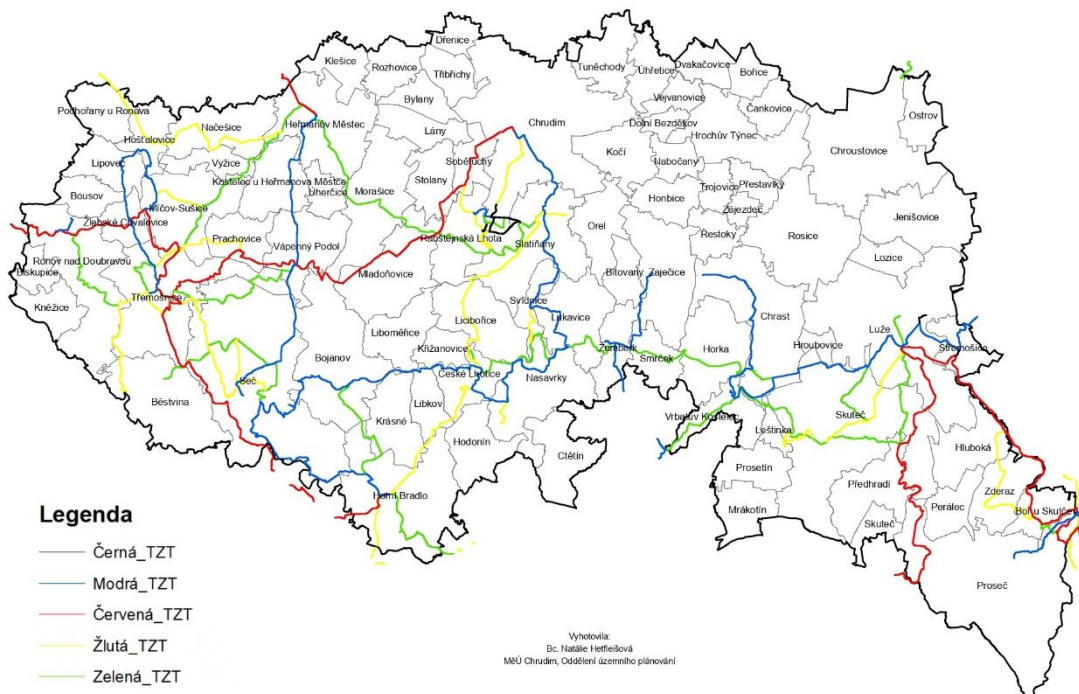 Dřenice
Klešice
Rozhovice
Třibřichy
Tuněchody
Úhřetice
Dvakačovice
Bořice
Podhořany u Ronova
Bylany
Vejvanovice
Čankovice
Ostrov
Hošťalovice
Načešice
Heřmanův Městec
Lány
Chrudim
Dolní Bezděkov
Hrochův Týnec
Lipovec
Vyžice
Sobětuchy
Kočí
Nabočany
Chroustovice
Bousov
Míčov-Sušice
Kostelec u Heřmanova Městce
Úherčice
Morašice
Stolany
Honbice
Trojovice
Přestavlky
Zájezdec
Jenišovice
Žlebské Chvalovice
Prachovice
Vápenný Podol
Rabštejnská Lhota
Slatiňany
Orel
Řestoky
Rosice
Lozice
Ronov nad Doubravou
Biskupice
Mladoňovice
Bítovany
Zaječice
Kněžice
Třemošnice
Svídnice
Lukavice
Chrast
Liboměřice
Licibořice
Luže
Střemošice
Bojanov
Křižanovice
Žumberk
Smrček
Horka
Hroubovice
Seč
České Lhotice
Nasavrky
Běstvina
Krásné
Libkov
Vrbatův Kostelec
Leštinka
Skuteč
Hodonín
Ctětín
Prosetín
Předhradí
Hluboká
Horní Bradlo
Mrákotín
Skuteč
Perálec
Zderaz
Bor u Skutče
Proseč
Legenda
Černá_TZT
Modrá_TZT
Červená_TZT
Žlutá_TZT
Zelená_TZT
Vyhotovila:
Bc. Natálie Hetfleišová
MěÚ Chrudim, Oddělení územního plánování